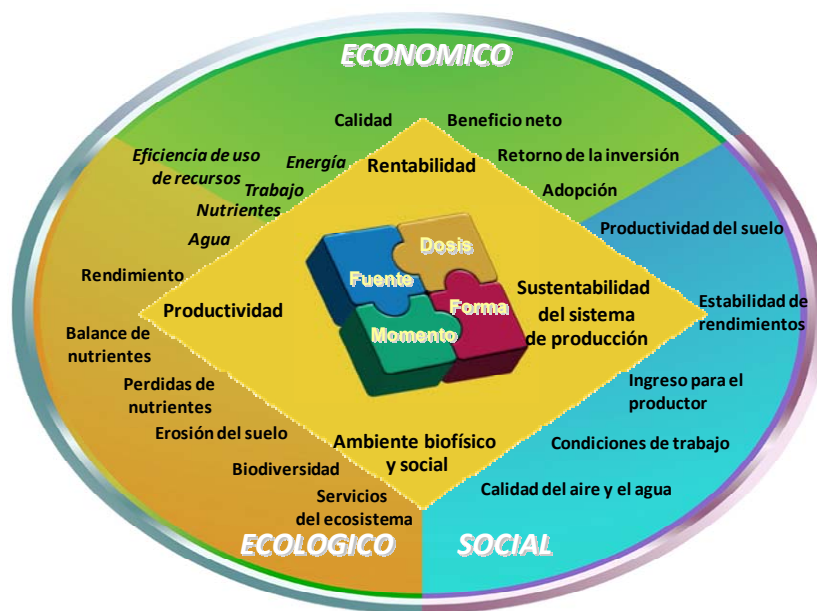 ECONOMICO
Calidad
Beneficio neto
Eficiencia de uso
de recursos
Energía
Rentabilidad
Retorno de la inversión
Trabajo
Adopción
Nutrientes
Agua
Productividad del suelo
Dosis
Fuente
Forma
Momento
Rendimiento
Productividad
Sustentabilidad
del sistema
de producción
Estabilidad de
rendimientos
Balance de
nutrientes
Perdidas de
nutrientes
Ingreso para el
productor
Erosión del suelo
Ambiente biofísico
y social
Condiciones de trabajo
Biodiversidad
Calidad del aire y el agua
Servicios
del ecosistema
ECOLOGICO
SOCIAL